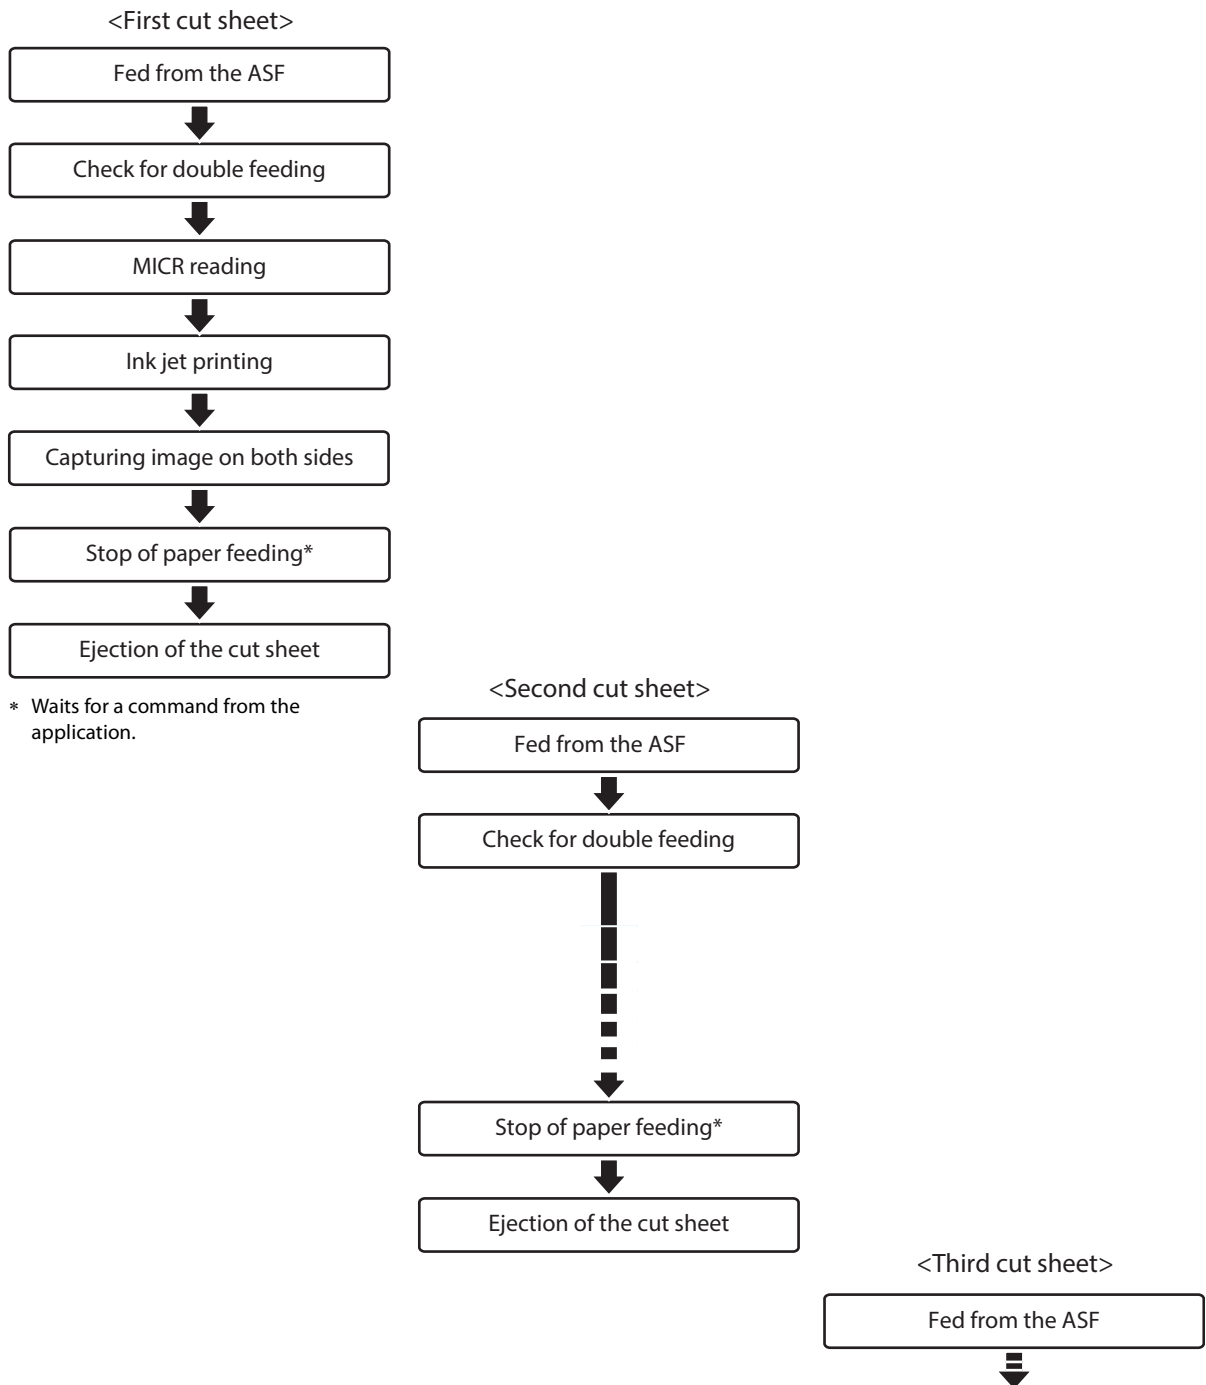 <First cut sheet>
Fed from the ASF
Check for double feeding
MICR reading
Ink jet printing
Capturing image on both sides
Stop of paper feeding*
Ejection of the cut sheet
* Waits for a command from the
application.
<Second cut sheet>
Fed from the ASF
Check for double feeding
Stop of paper feeding*
Ejection of the cut sheet
<Third cut sheet>
Fed from the ASF